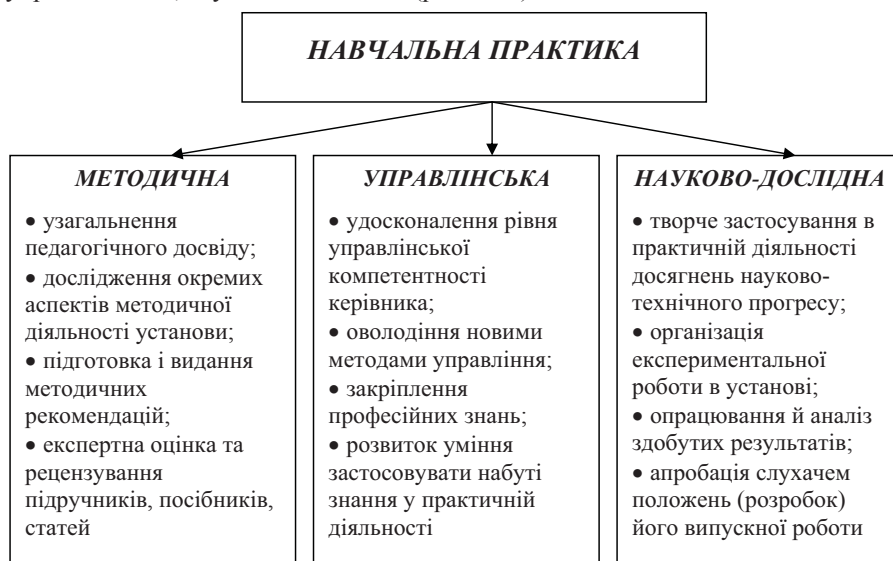 НАВЧАЛЬНА ПРАКТИКА
МЕТОДИЧНА
• узагальнення
педагогічного досвіду;
• дослідження окремих
аспектів методичної
діяльності установи;
• підготовка і видання
методичних
рекомендацій;
• експертна оцінка та
рецензування
підручників, посібників,
статей
УПРАВЛІНСЬКА
• удосконалення рівня
управлінської
компетентності
керівника;
• оволодіння новими
методами управління;
• закріплення
професійних знань;
• розвиток уміння
застосовувати набуті
знання у практичній
діяльності
НАУКОВО-ДОСЛІДНА
• творче застосування в
практичній діяльності
досягнень науково-
технічного прогресу;
• організація
експериментальної
роботи в установі;
• опрацювання й аналіз
здобутих результатів;
• апробація слухачем
положень (розробок)
його випускної роботи